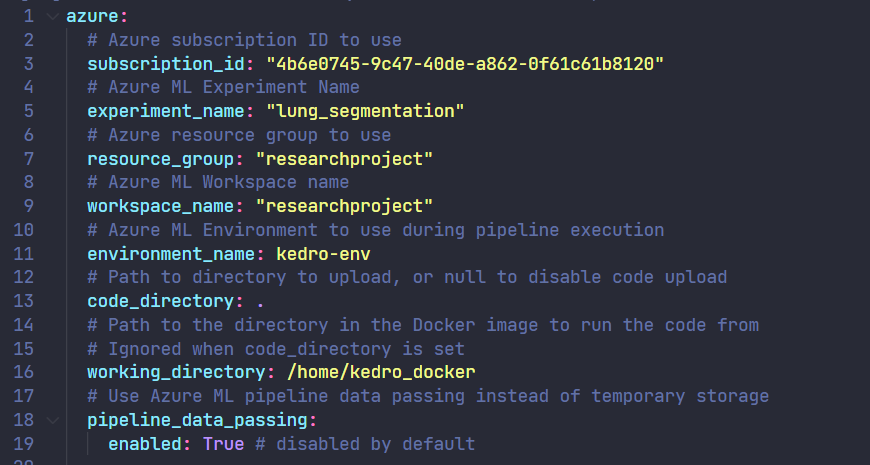 1 azure:
2 # Azure subscription ID to use
3 subscription_id: "4b6e0745-9c47-40de-a862-0f61c61b8120"
4 # Azure ML Experiment Name
5 experiment_name: "lung_segmentation"
6 # Azure resource group to use
7 resource_group: "researchproject"
8 # Azure ML Workspace name
9 workspace_name: "researchproject"
10 # Azure ML Environment to use during pipeline execution
11 environment_name: kedro-env
12 # Path to directory to upload, or null to disable code upload
13 code_directory: .
14 # Path to the directory in the Docker image to run the code from
15 # Ignored when code_directory is set
16 working_directory: /home/kedro_docker
17 # Use Azure ML pipeline data passing instead of temporary storage
18 pipeline_data_passing:
19 enabled: True # disabled by default